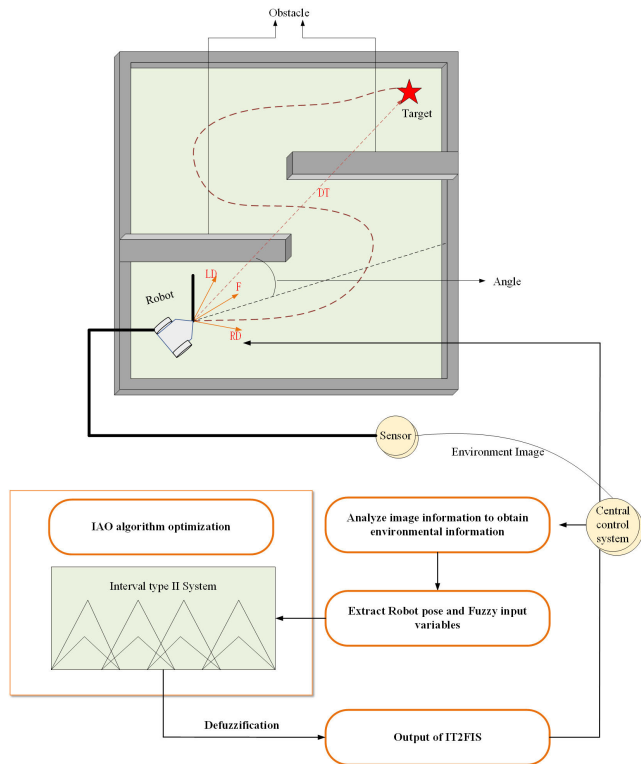 Obstacle
Target
DT
LD
F
Robot
Angle
RD
Sensor
Environment Image
Central
control
system
IAO algorithm optimization
Analyze image information to obtain
environmental information
Interval type II System
Extract Robot pose and Fuzzy input
variables
Defuzzification
Output of IT2FIS